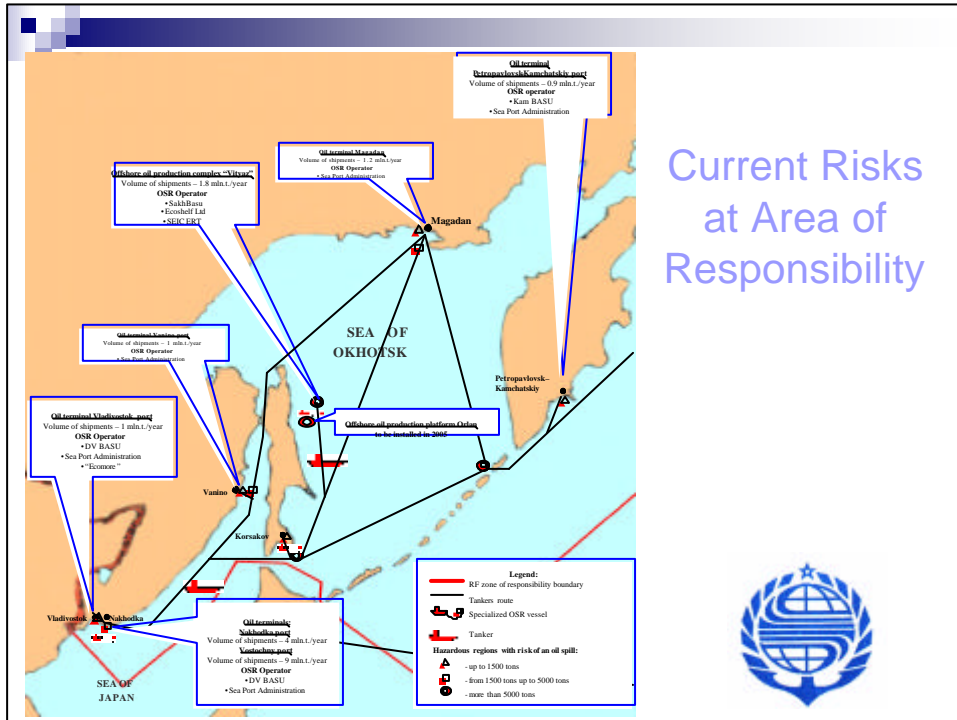 Current Risks
at Area of
Responsibility
Oil terminal
PetropavlovskKamchatskiy port
Volume of shipments – 0.9 mln.t./year
OSR operator
• Kam BASU
• Sea Port Administration
Oil terminal Magadan
Volume of shipments – 1. 2 mln.t./year
OSR Operator
• Sea Port Administration
Offshore oil production complex "Vityaz"
Volume of shipments – 1.8 mln.t./year
OSR Operator
• SakhBasu
• Ecoshelf Ltd
• SEIC ERT
Magadan
SEA OF
OKHOTSK
Oil terminal Vanino port
Volume of shipments – 1 mln.t./year
OSR Operator
• Sea Port Administration
Petropavlovsk–
Kamchatskiy
Offshore oil production platform Orlan
to be installed in 2005
Oil terminal Vladivostok port
Volume of shipments – 1 mln.t./year
OSR Operator
• DV BASU
• Sea Port Administration
• "Ecomore "
Vanino
Korsakov
Vladivostok
Nakhodka
Oil terminals:
Nakhodka port
Volume of shipments – 4 mln.t./year
Vostochny port
Volume of shipments – 9 mln.t./year
OSR Operator
• DV BASU
• Sea Port Administration
SEA OF
JAPAN
Legend:
RF zone of responsibility boundary
Tankers route
Specialized OSR vessel
Tanker
Hazardous regions with risk of an oil spill:
- up to 1500 tons
- from 1500 tons up to 5000 tons
- more than 5000 tons